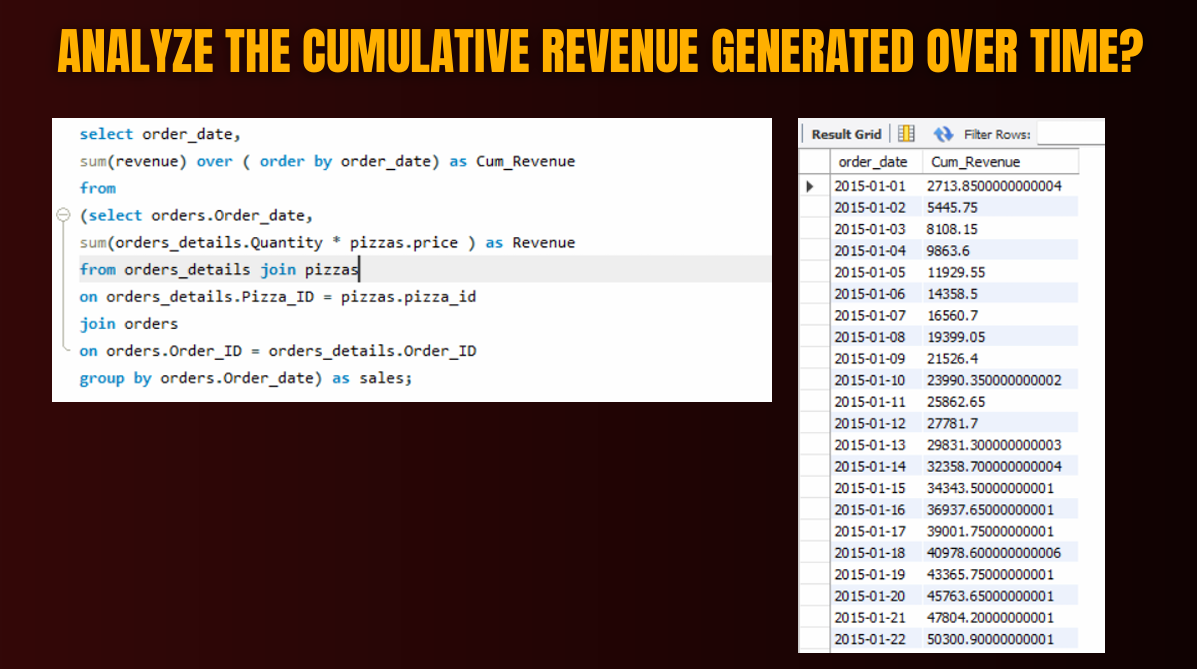 ANALYZE THE CUMULATIVE REVENUE GENERATED OVER TIME?
select order_date,
sum(revenue) over ( order by order_date) as Cum_Revenue
from
(select orders.Order_date,
sum(orders_details.Quantity * pizzas.price ) as Revenue
from orders_details join pizzas
on orders_details.Pizza_ID = pizzas.pizza_id
join orders
on orders.Order_ID = orders_details.Order_ID
group by orders.Order_date) as sales;
Result Grid Filter Rows:
order_date Cum_Revenue
2015-01-01 2713.8500000000004
2015-01-02 5445.75
2015-01-03 8108.15
2015-01-04 9863.6
2015-01-05 11929.55
2015-01-06 14358.5
2015-01-07 16560.7
2015-01-08 19399.05
2015-01-09 21526.4
2015-01-10 23990.350000000002
2015-01-11 25862.65
2015-01-12 27781.7
2015-01-13 29831.300000000003
2015-01-14 32358.700000000004
2015-01-15 34343.50000000001
2015-01-16 36937.65000000001
2015-01-17 39001.75000000001
2015-01-18 40978.600000000006
2015-01-19 43365.75000000001
2015-01-20 45763.65000000001
2015-01-21 47804.20000000001
2015-01-22 50300.90000000001